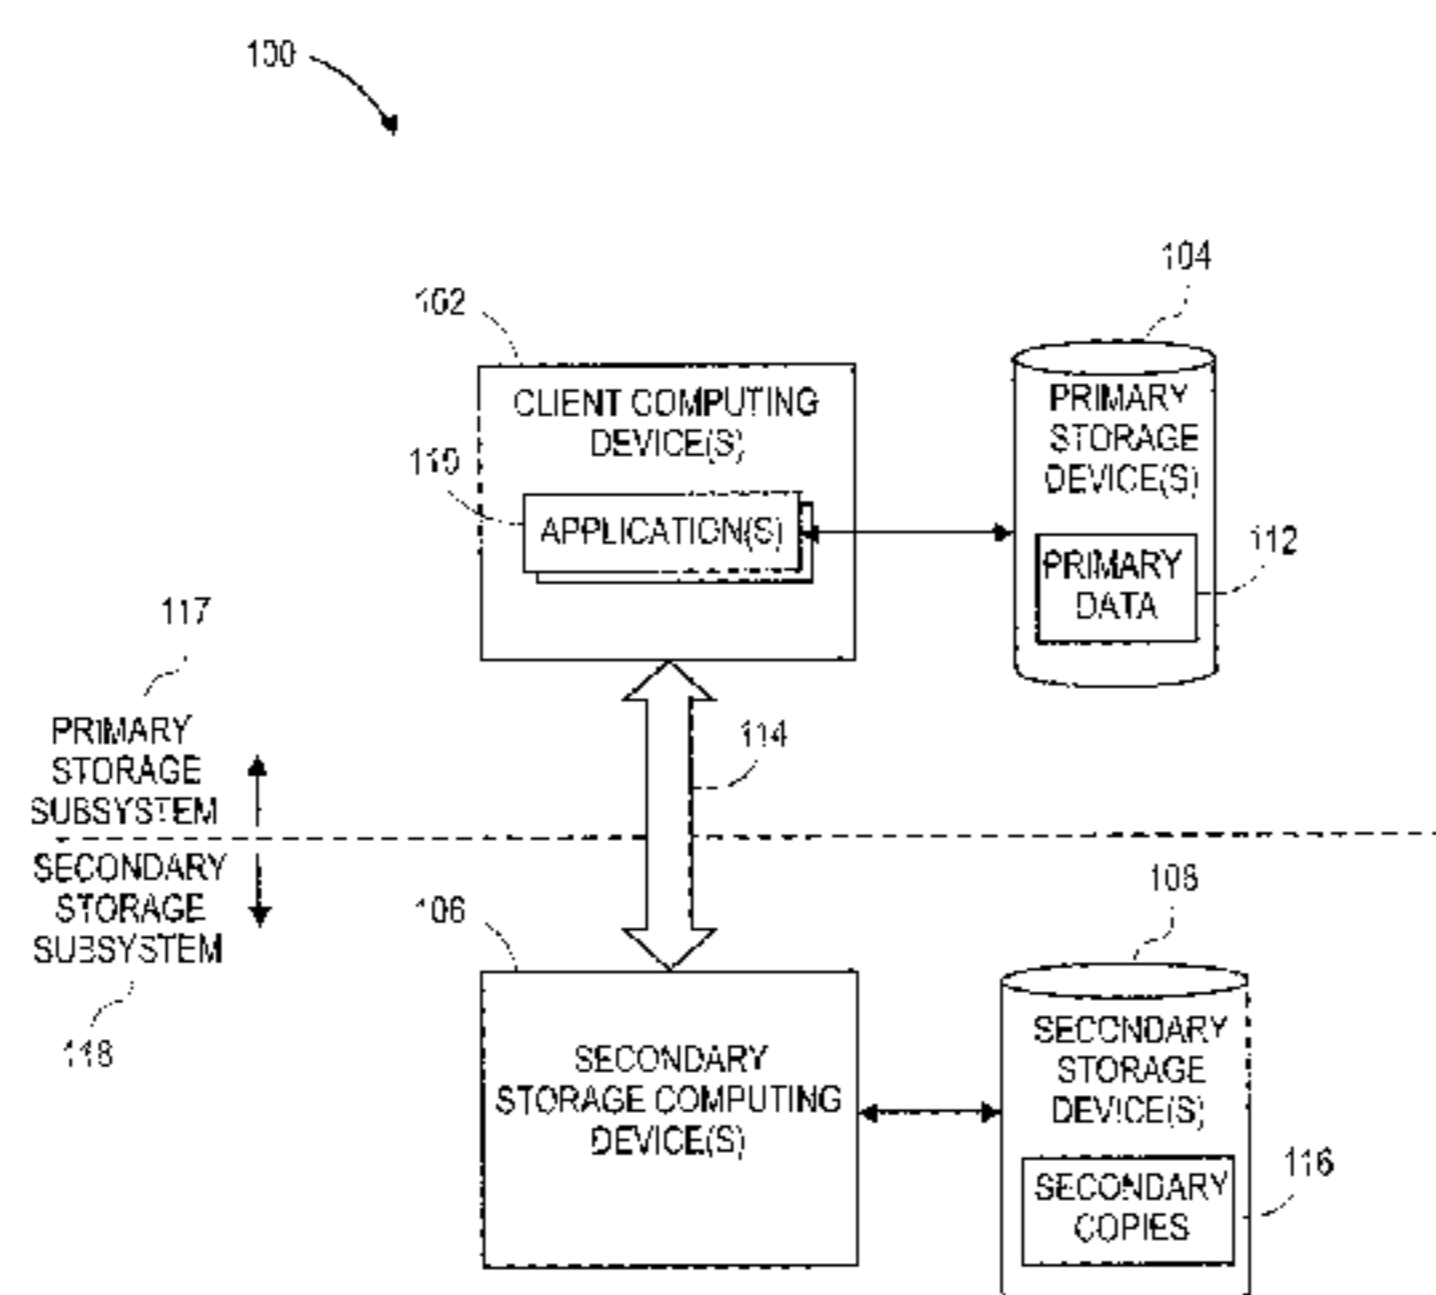 100
104
102
CLIENT COMPUTING
DEVICE(S)
110
APPLICATION(S)
PRIMARY
STORAGE
DEVICE(S)
PRIMARY
DATA
112
117
PRIMARY
STORAGE
SUBSYSTEM
114
SECONDARY
STORAGE
SUBSYSTEM
118
106
SECONDARY
STORAGE COMPUTING
DEVICE(S)
108
SECONDARY
STORAGE
DEVICE(S)
SECONDARY
COPIES
116